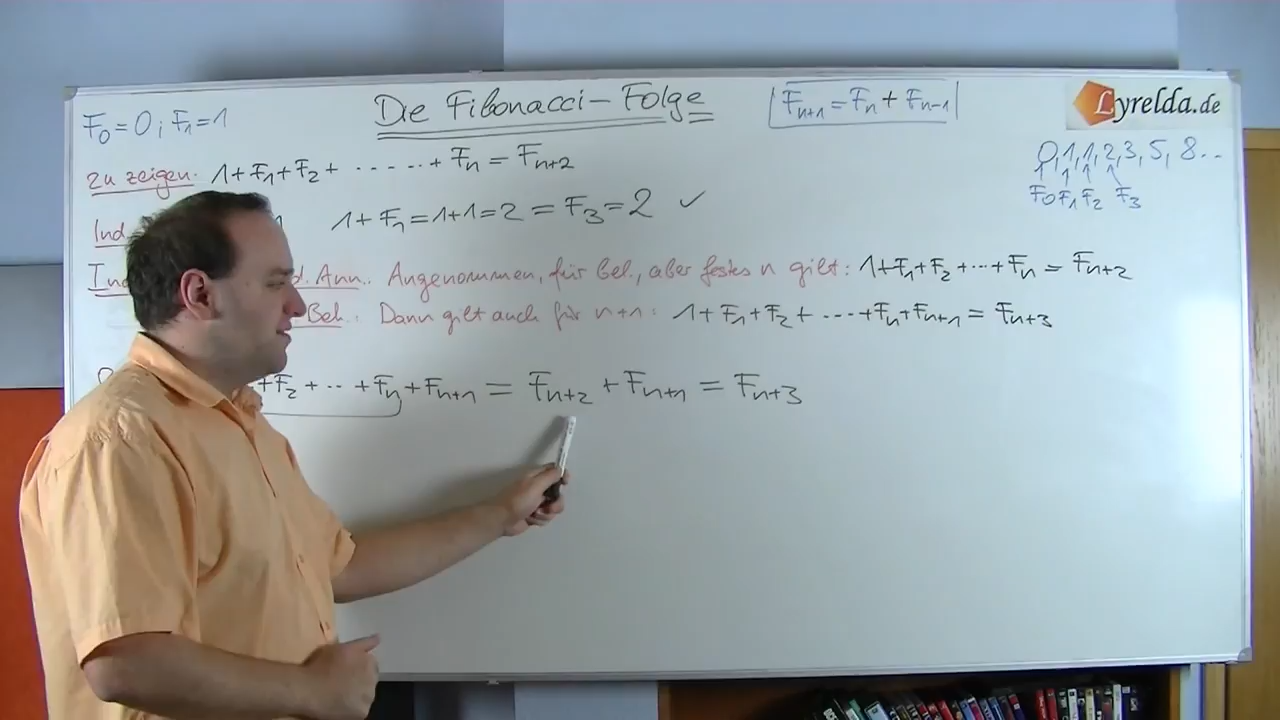 Die Fibonacci-Folge
F₀=0; F₁=1
Fₙ₊₁=Fₙ+Fₙ₋₁
Lyrelda.de
0,1,1,2,3,5,8..
F₀ F₁ F₂ F₃
zu zeigen: 1+F₁+F₂+.....+Fₙ=Fₙ₊₂
Ind. 1 1+F₁=1+1=2=F₃=2 ✓
Ind. d. Ann.: Angenommen, für bel., aber festes n gilt: 1+F₁+F₂+...+Fₙ=Fₙ₊₂
Beh.: Dann gilt auch für n+1: 1+F₁+F₂+...+Fₙ+Fₙ₊₁=Fₙ₊₃
+F₂+..+Fₙ+Fₙ₊₁=Fₙ₊₂+Fₙ₊₁=Fₙ₊₃